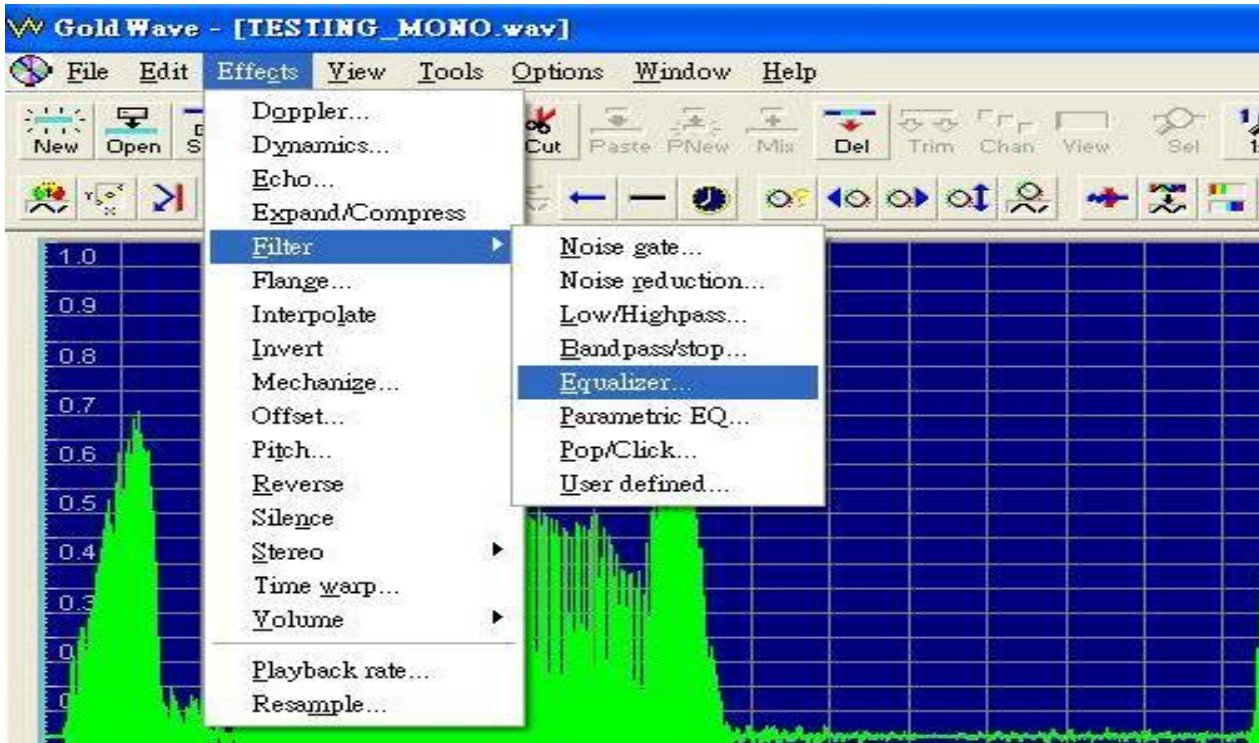 GoldWave - [TESTING_MONO.wav]
File Edit Effects View Tools Options Window Help
New Open Cut Paste PNew Mix Del Trim Chan View Sel
Doppler...
Dynamics...
Echo...
Expand/Compress
Filter
Flange...
Interpolate
Invert
Mechanize...
Offset...
Pitch...
Reverse
Silence
Stereo
Time warp...
Volume
Playback rate...
Resample...
Noise gate...
Noise reduction...
Low/Highpass...
Bandpass/stop...
Equalizer...
Parametric EQ...
Pop/Click...
User defined...
1.0
0.9
0.8
0.7
0.6
0.5
0.4
0.3